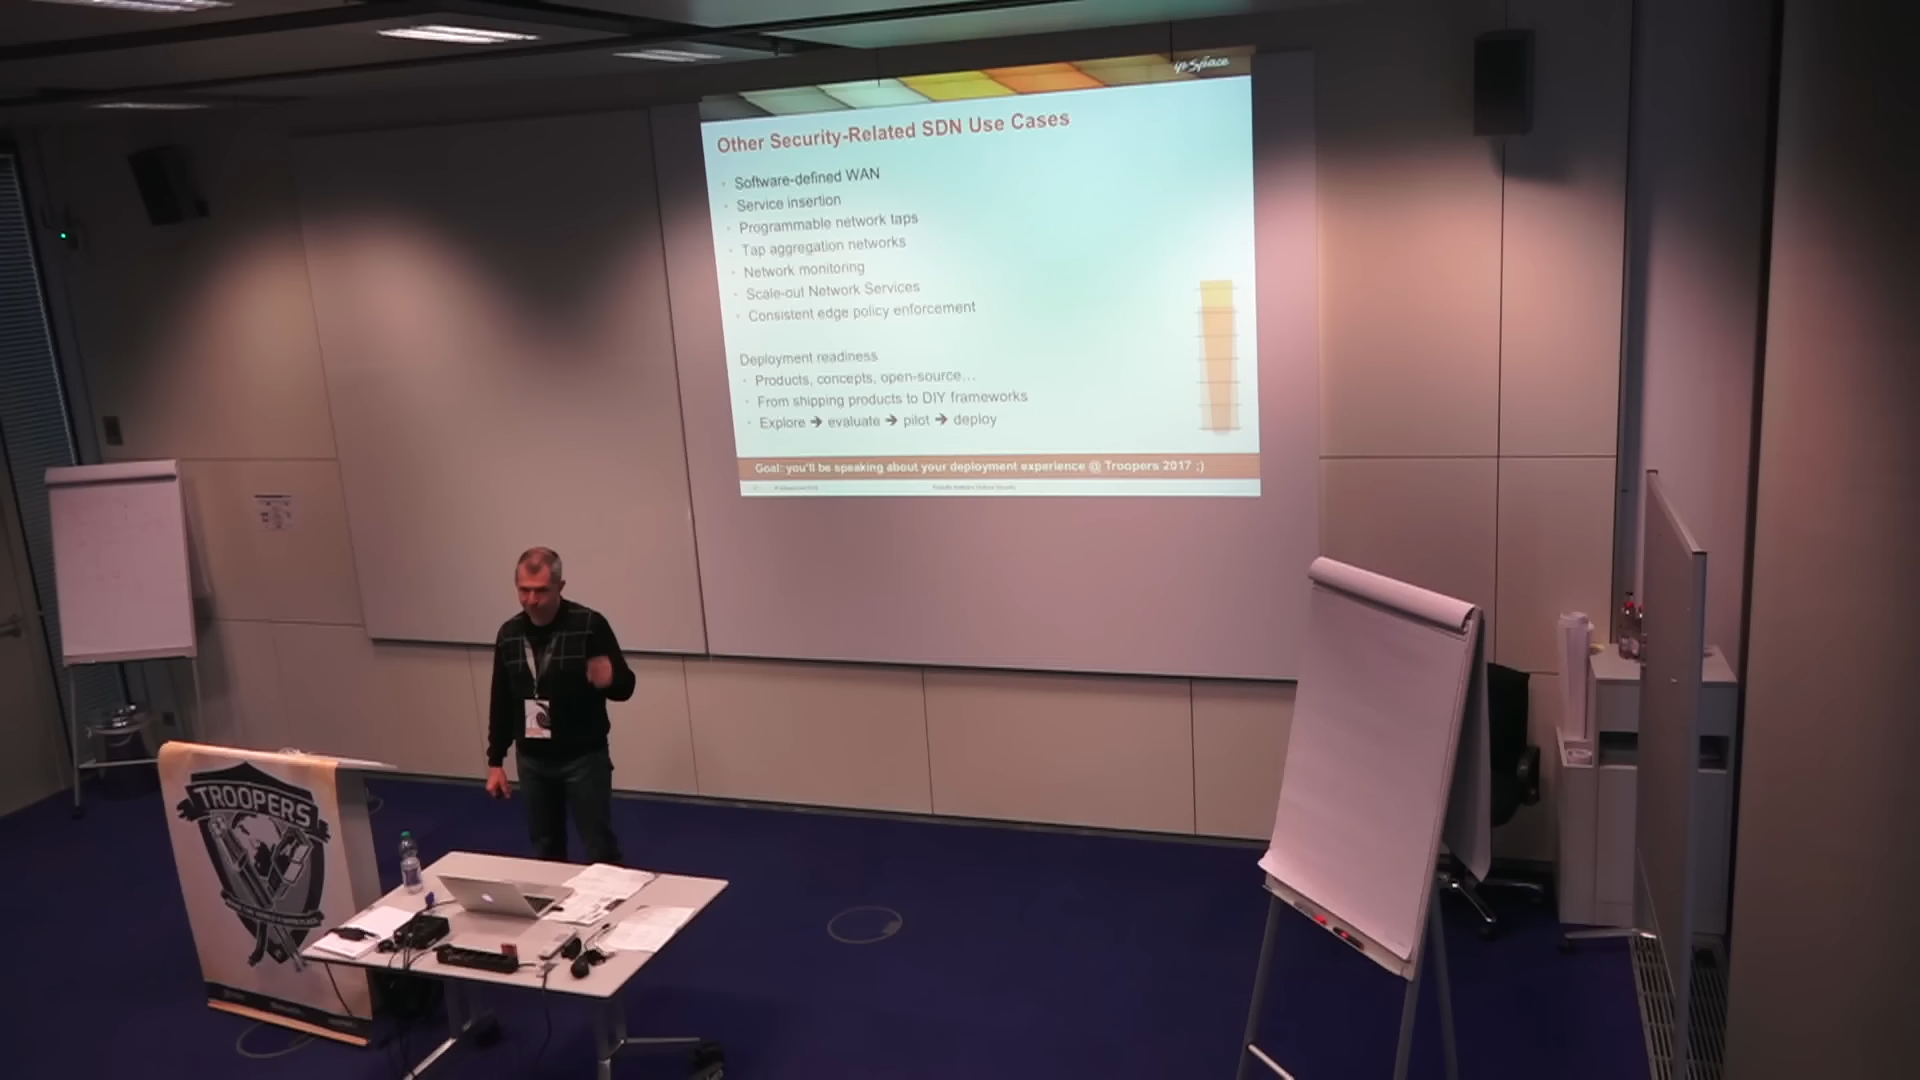 ipSpace
Other Security-Related SDN Use Cases
· Software-defined WAN
· Service insertion
· Programmable network taps
· Tap aggregation networks
· Network monitoring
· Scale-out Network Services
· Consistent edge policy enforcement
Deployment readiness
· Products, concepts, open-source…
· From shipping products to DIY frameworks
· Explore ➔ evaluate ➔ pilot ➔ deploy
Goal: you'll be speaking about your deployment experience @ Troopers 2017 ;)
TROOPERS